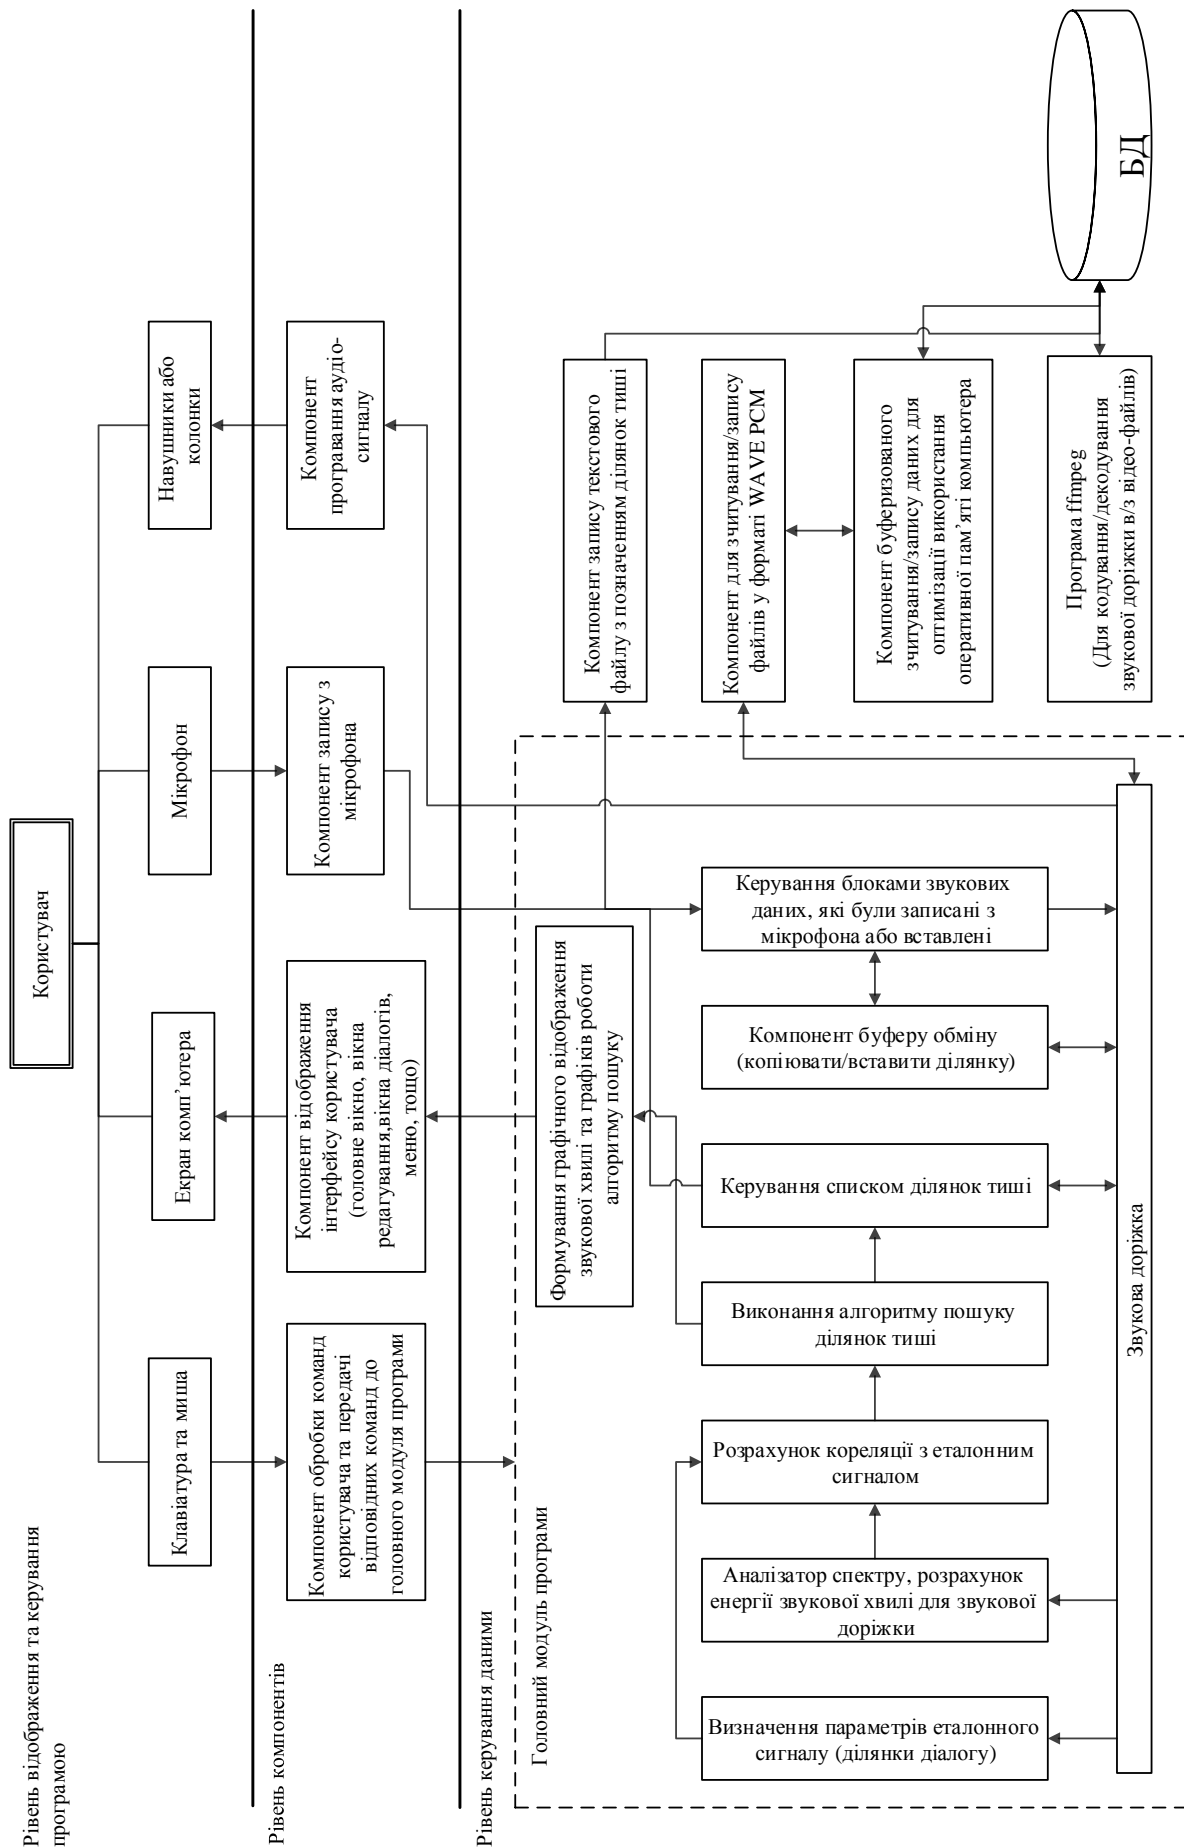 Рівень відображення та керування
програмою
Користувач
Клавіатура та миша
Екран комп’ютера
Мікрофон
Навушники або
колонки
Рівень компонентів
Компонент обробки команд
користувача та передачі
відповідних команд до
головного модуля програми
Компонент відображення
інтерфейсу користувача
(головне вікно, вікна
редагування,вікна діалогів,
меню, тощо)
Компонент запису з
мікрофона
Компонент
програвання аудіо-
сигналу
Рівень керування даними
Головний модуль програми
Формування графічного відображення
звукової хвилі та графіків роботи
алгоритму пошуку
Визначення параметрів еталонного
сигналу (ділянки діалогу)
Аналізатор спектру, розрахунок
енергії звукової хвилі для звукової
доріжки
Розрахунок кореляції з еталонним
сигналом
Виконання алгоритму пошуку
ділянок тиші
Керування списком ділянок тиші
Компонент буферу обміну
(копіювати/вставити ділянку)
Керування блоками звукових
даних, які були записані з
мікрофона або вставлені
Звукова доріжка
Компонент запису текстового
файлу з позначенням ділянок тиші
Компонент для зчитування/запису
файлів у форматі WAVE PCM
Компонент буферизованого
зчитування/запису даних для
оптимізації використання
оперативної пам’яті компьютера
Програма ffmpeg
(Для кодування/декодування
звукової доріжки в/з відео-файлів)
БД